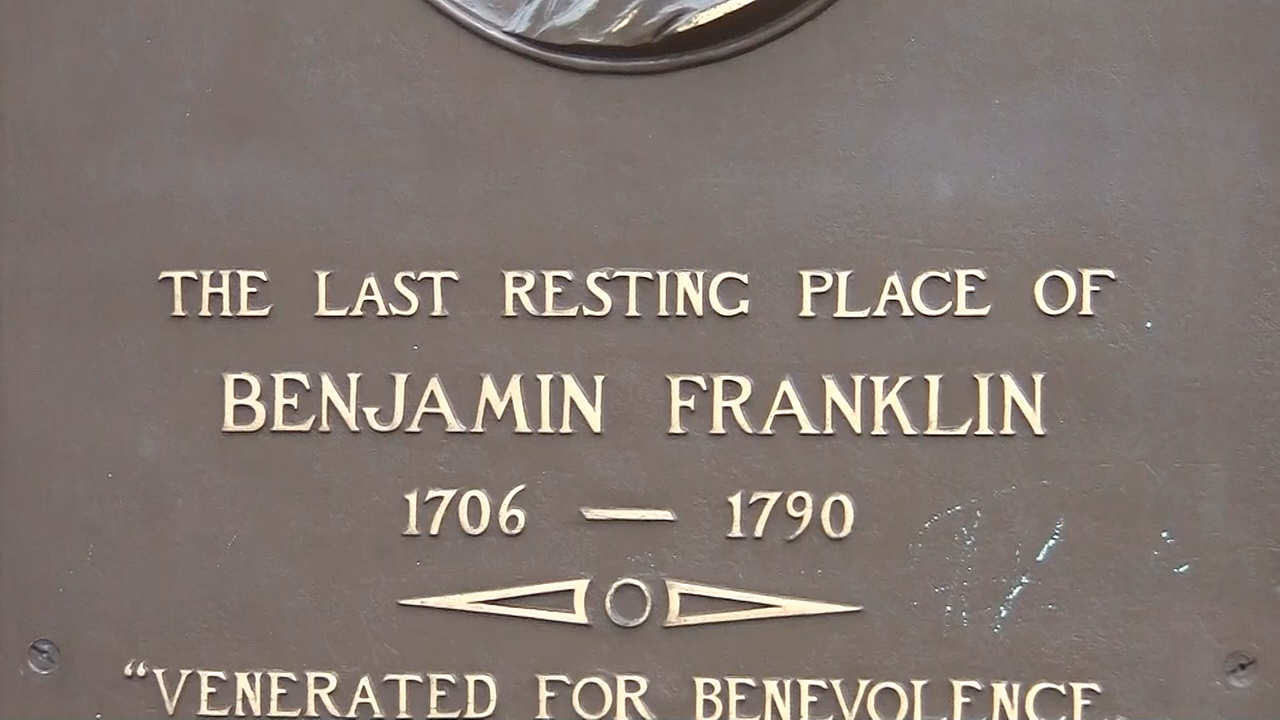 THE LAST RESTING PLACE OF
BENJAMIN FRANKLIN
1706 — 1790
“VENERATED FOR BENEVOLENCE